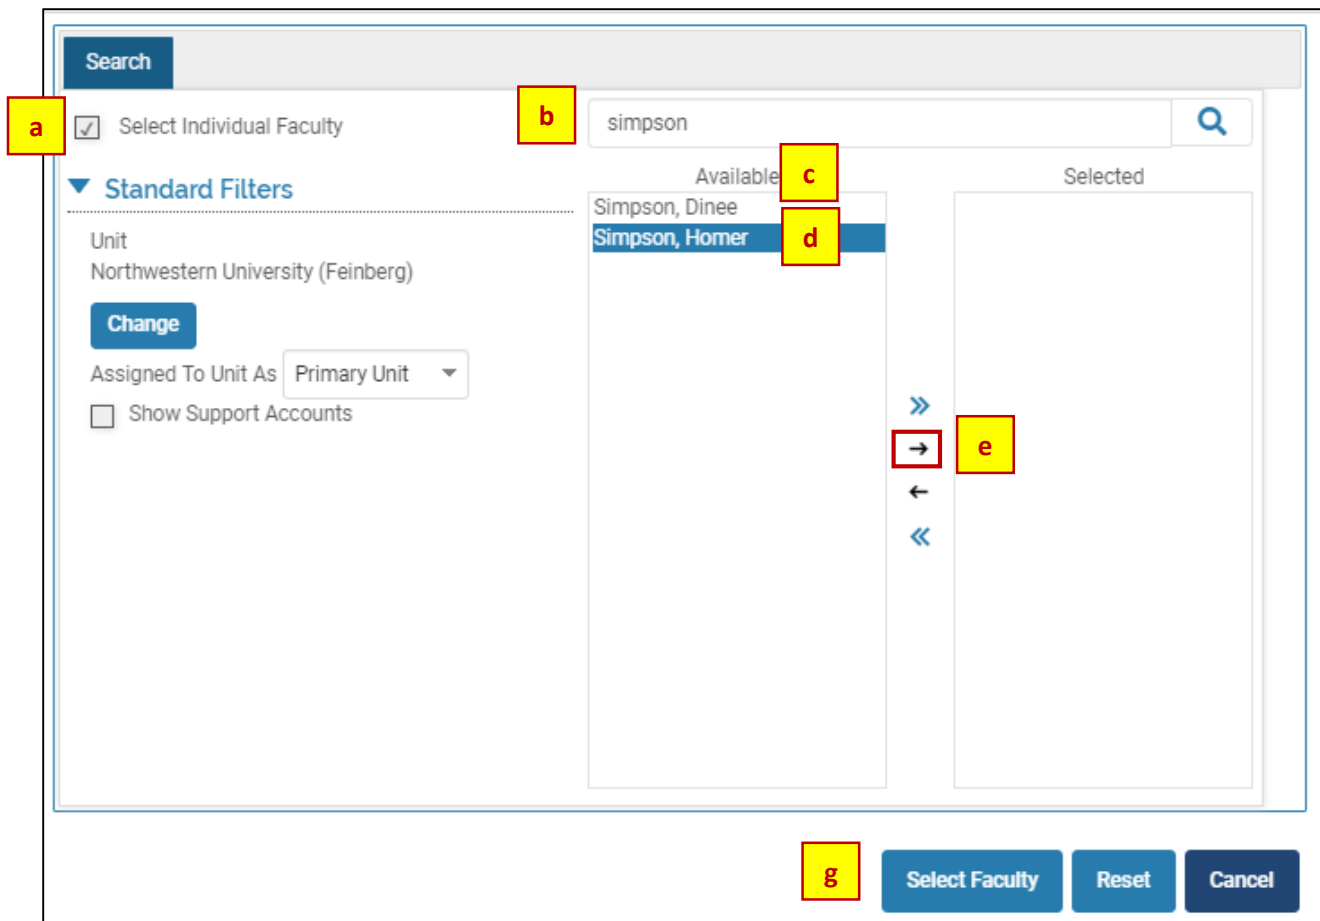 Search
a
Select Individual Faculty
b
simpson
Standard Filters
Available
c
Selected
Simpson, Dinee
Simpson, Homer
d
Unit
Northwestern University (Feinberg)
Change
Assigned To Unit As Primary Unit
Show Support Accounts
e
g
Select Faculty
Reset
Cancel